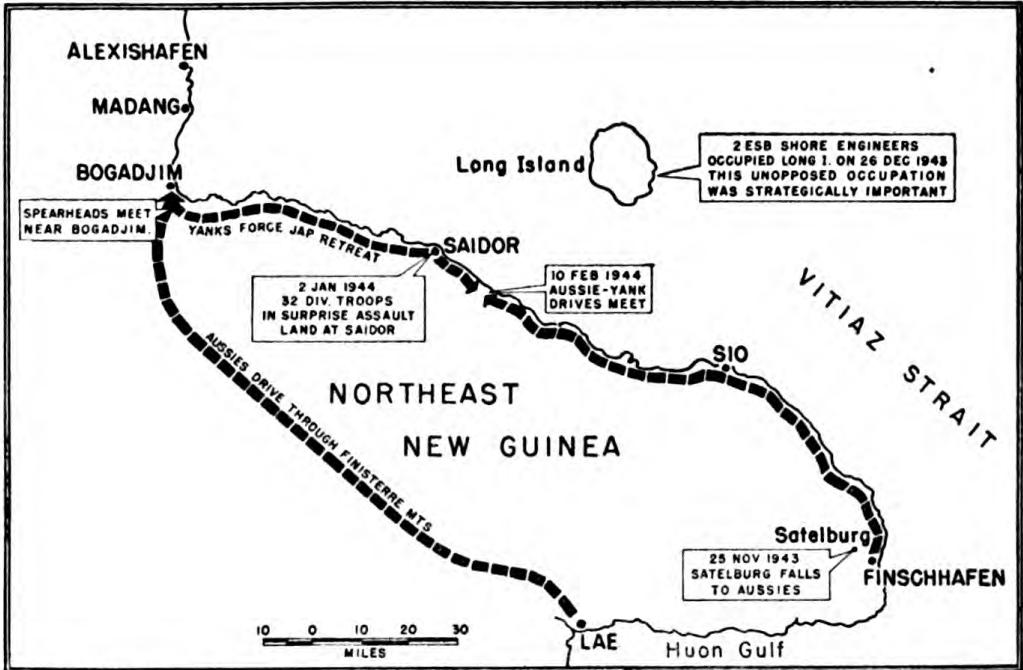 ALEXISHAFEN
MADANG
BOGADJIM
SPEARHEADS MEET
NEAR BOGADJIM.
YANKS FORCE JAP RETREAT
SAIDOR
2 JAN 1944
32 DIV. TROOPS
IN SURPRISE ASSAULT
LAND AT SAIDOR
10 FEB 1944
AUSSIE-YANK
DRIVES MEET
Long Island
2 ESB SHORE ENGINEERS
OCCUPIED LONG I. ON 26 DEC 1943
THIS UNOPPOSED OCCUPATION
WAS STRATEGICALLY IMPORTANT
VITIAZ STRAIT
SIO
NORTHEAST
NEW GUINEA
AUSSIES DRIVE THROUGH FINISTERRE MTS
Satelburg
25 NOV 1943
SATELBURG FALLS
TO AUSSIES
FINSCHHAFEN
LAE
Huon Gulf
10 0 10 20 30
MILES